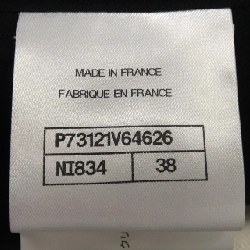 MADE IN FRANCE
FABRIQUE EN FRANCE
P73121V64626
NI834 38